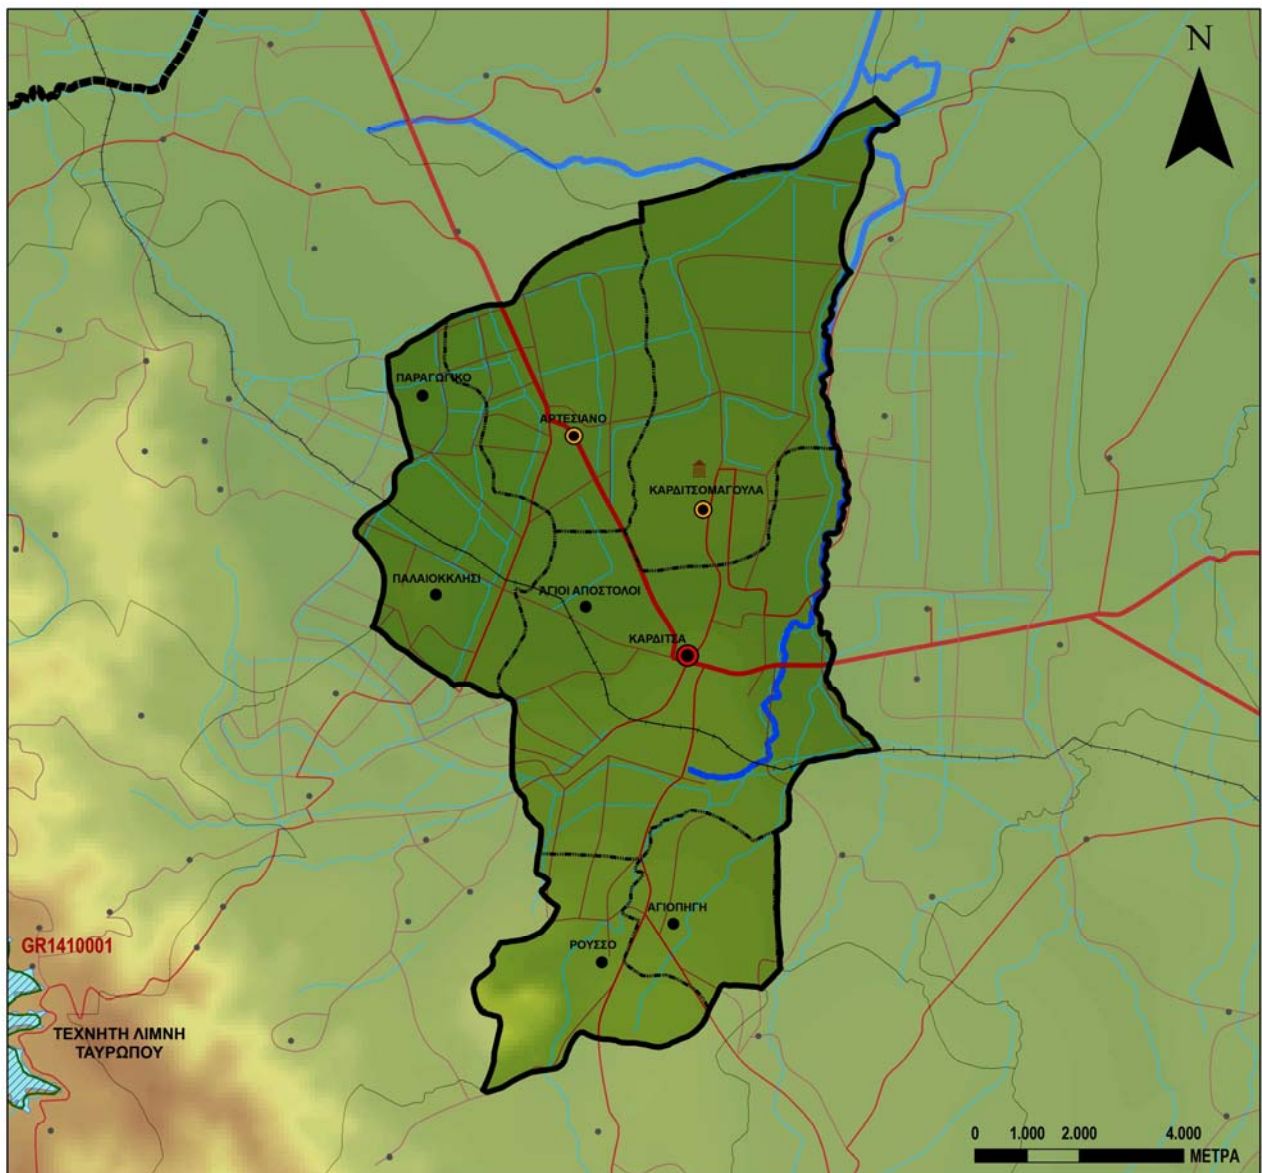 N
ΠΑΡΑΓΩΓΙΚΟ
ΑΡΤΕΣΙΑΝΟ
ΚΑΡΔΙΤΣΟΜΑΓΟΥΛΑ
ΠΑΛΑΙΟΚΚΛΗΣΙ
ΑΓΙΟΙ ΑΠΟΣΤΟΛΟΙ
ΚΑΡΔΙΤΣΑ
ΑΓΙΟΠΗΓΗ
ΡΟΥΣΣΟ
GR1410001
ΤΕΧΝΗΤΗ ΛΙΜΝΗ
ΤΑΥΡΩΠΟΥ
0 1.000 2.000 4.000
ΜΕΤΡΑ